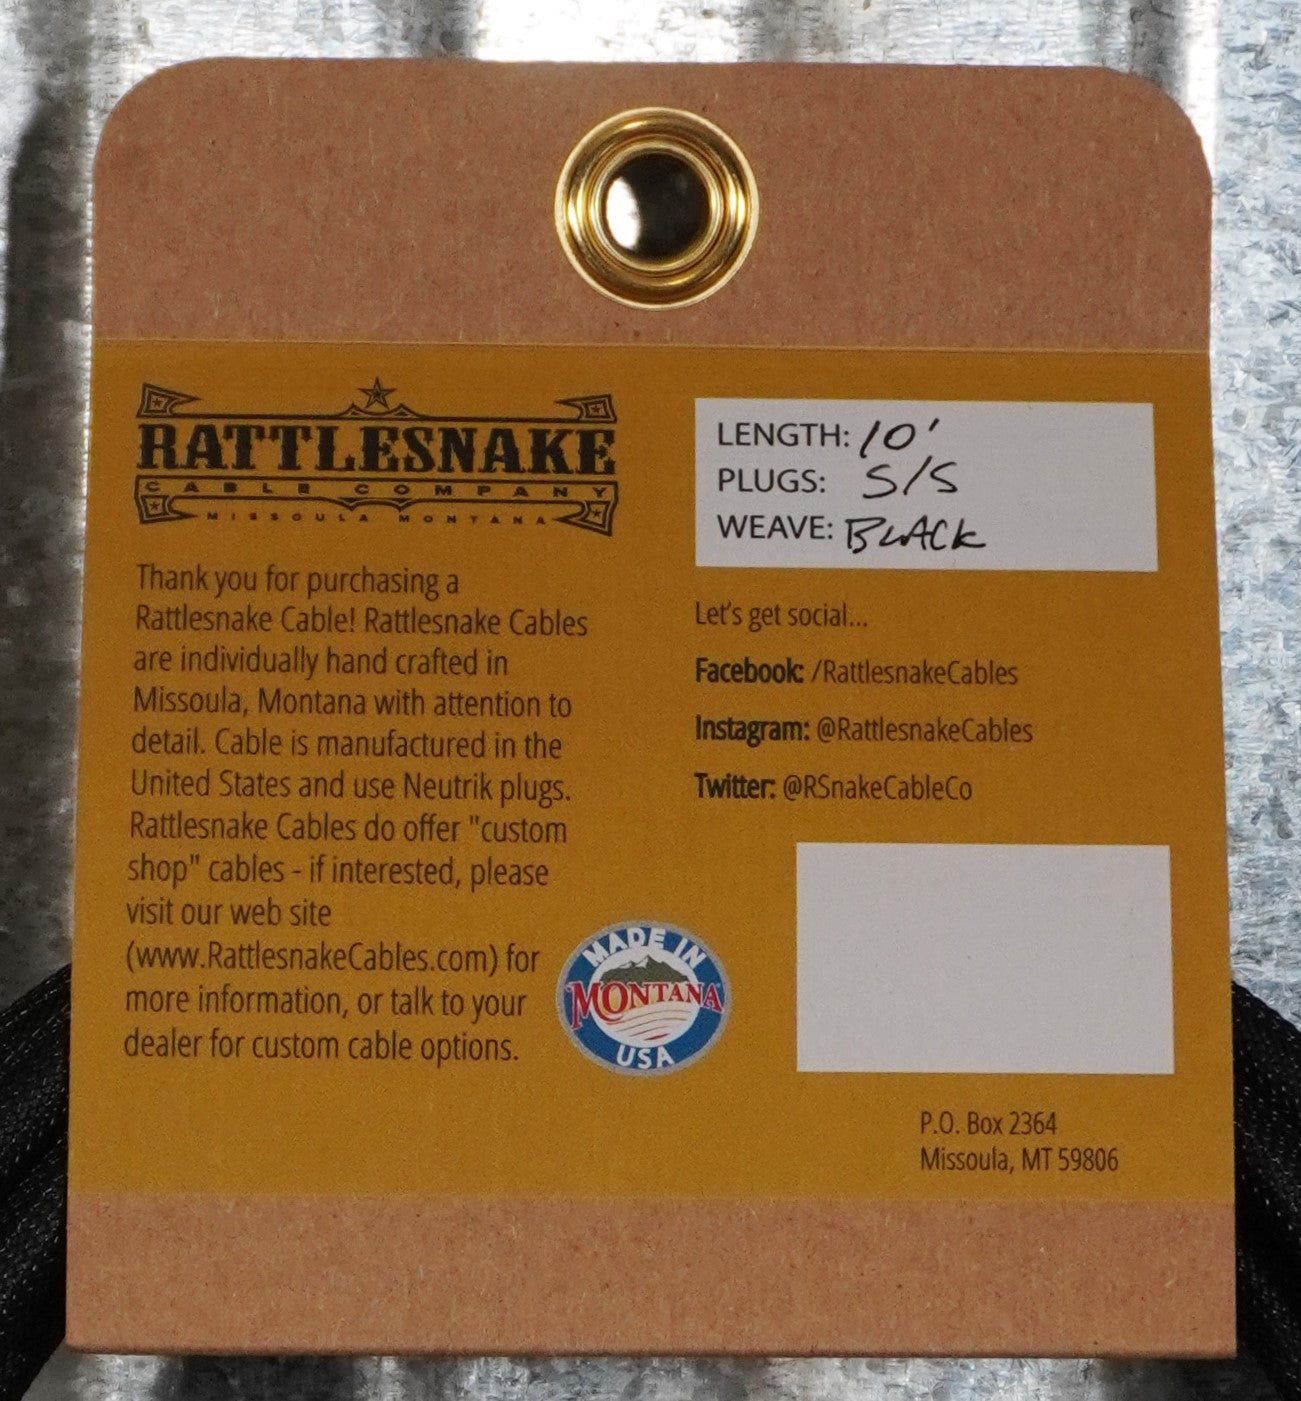 RATTLESNAKE
CABLE COMPANY
MISSOULA MONTANA
Thank you for purchasing a
Rattlesnake Cable! Rattlesnake Cables
are individually hand crafted in
Missoula, Montana with attention to
detail. Cable is manufactured in the
United States and use Neutrik plugs.
Rattlesnake Cables do offer "custom
shop" cables - if interested, please
visit our web site
(www.RattlesnakeCables.com) for
more information, or talk to your
dealer for custom cable options.
MADE IN
MONTANA
USA
LENGTH: 10'
PLUGS: S/S
WEAVE: BLACK
Let's get social...
Facebook: /RattlesnakeCables
Instagram: @RattlesnakeCables
Twitter: @RSnakeCableCo
P.O. Box 2364
Missoula, MT 59806